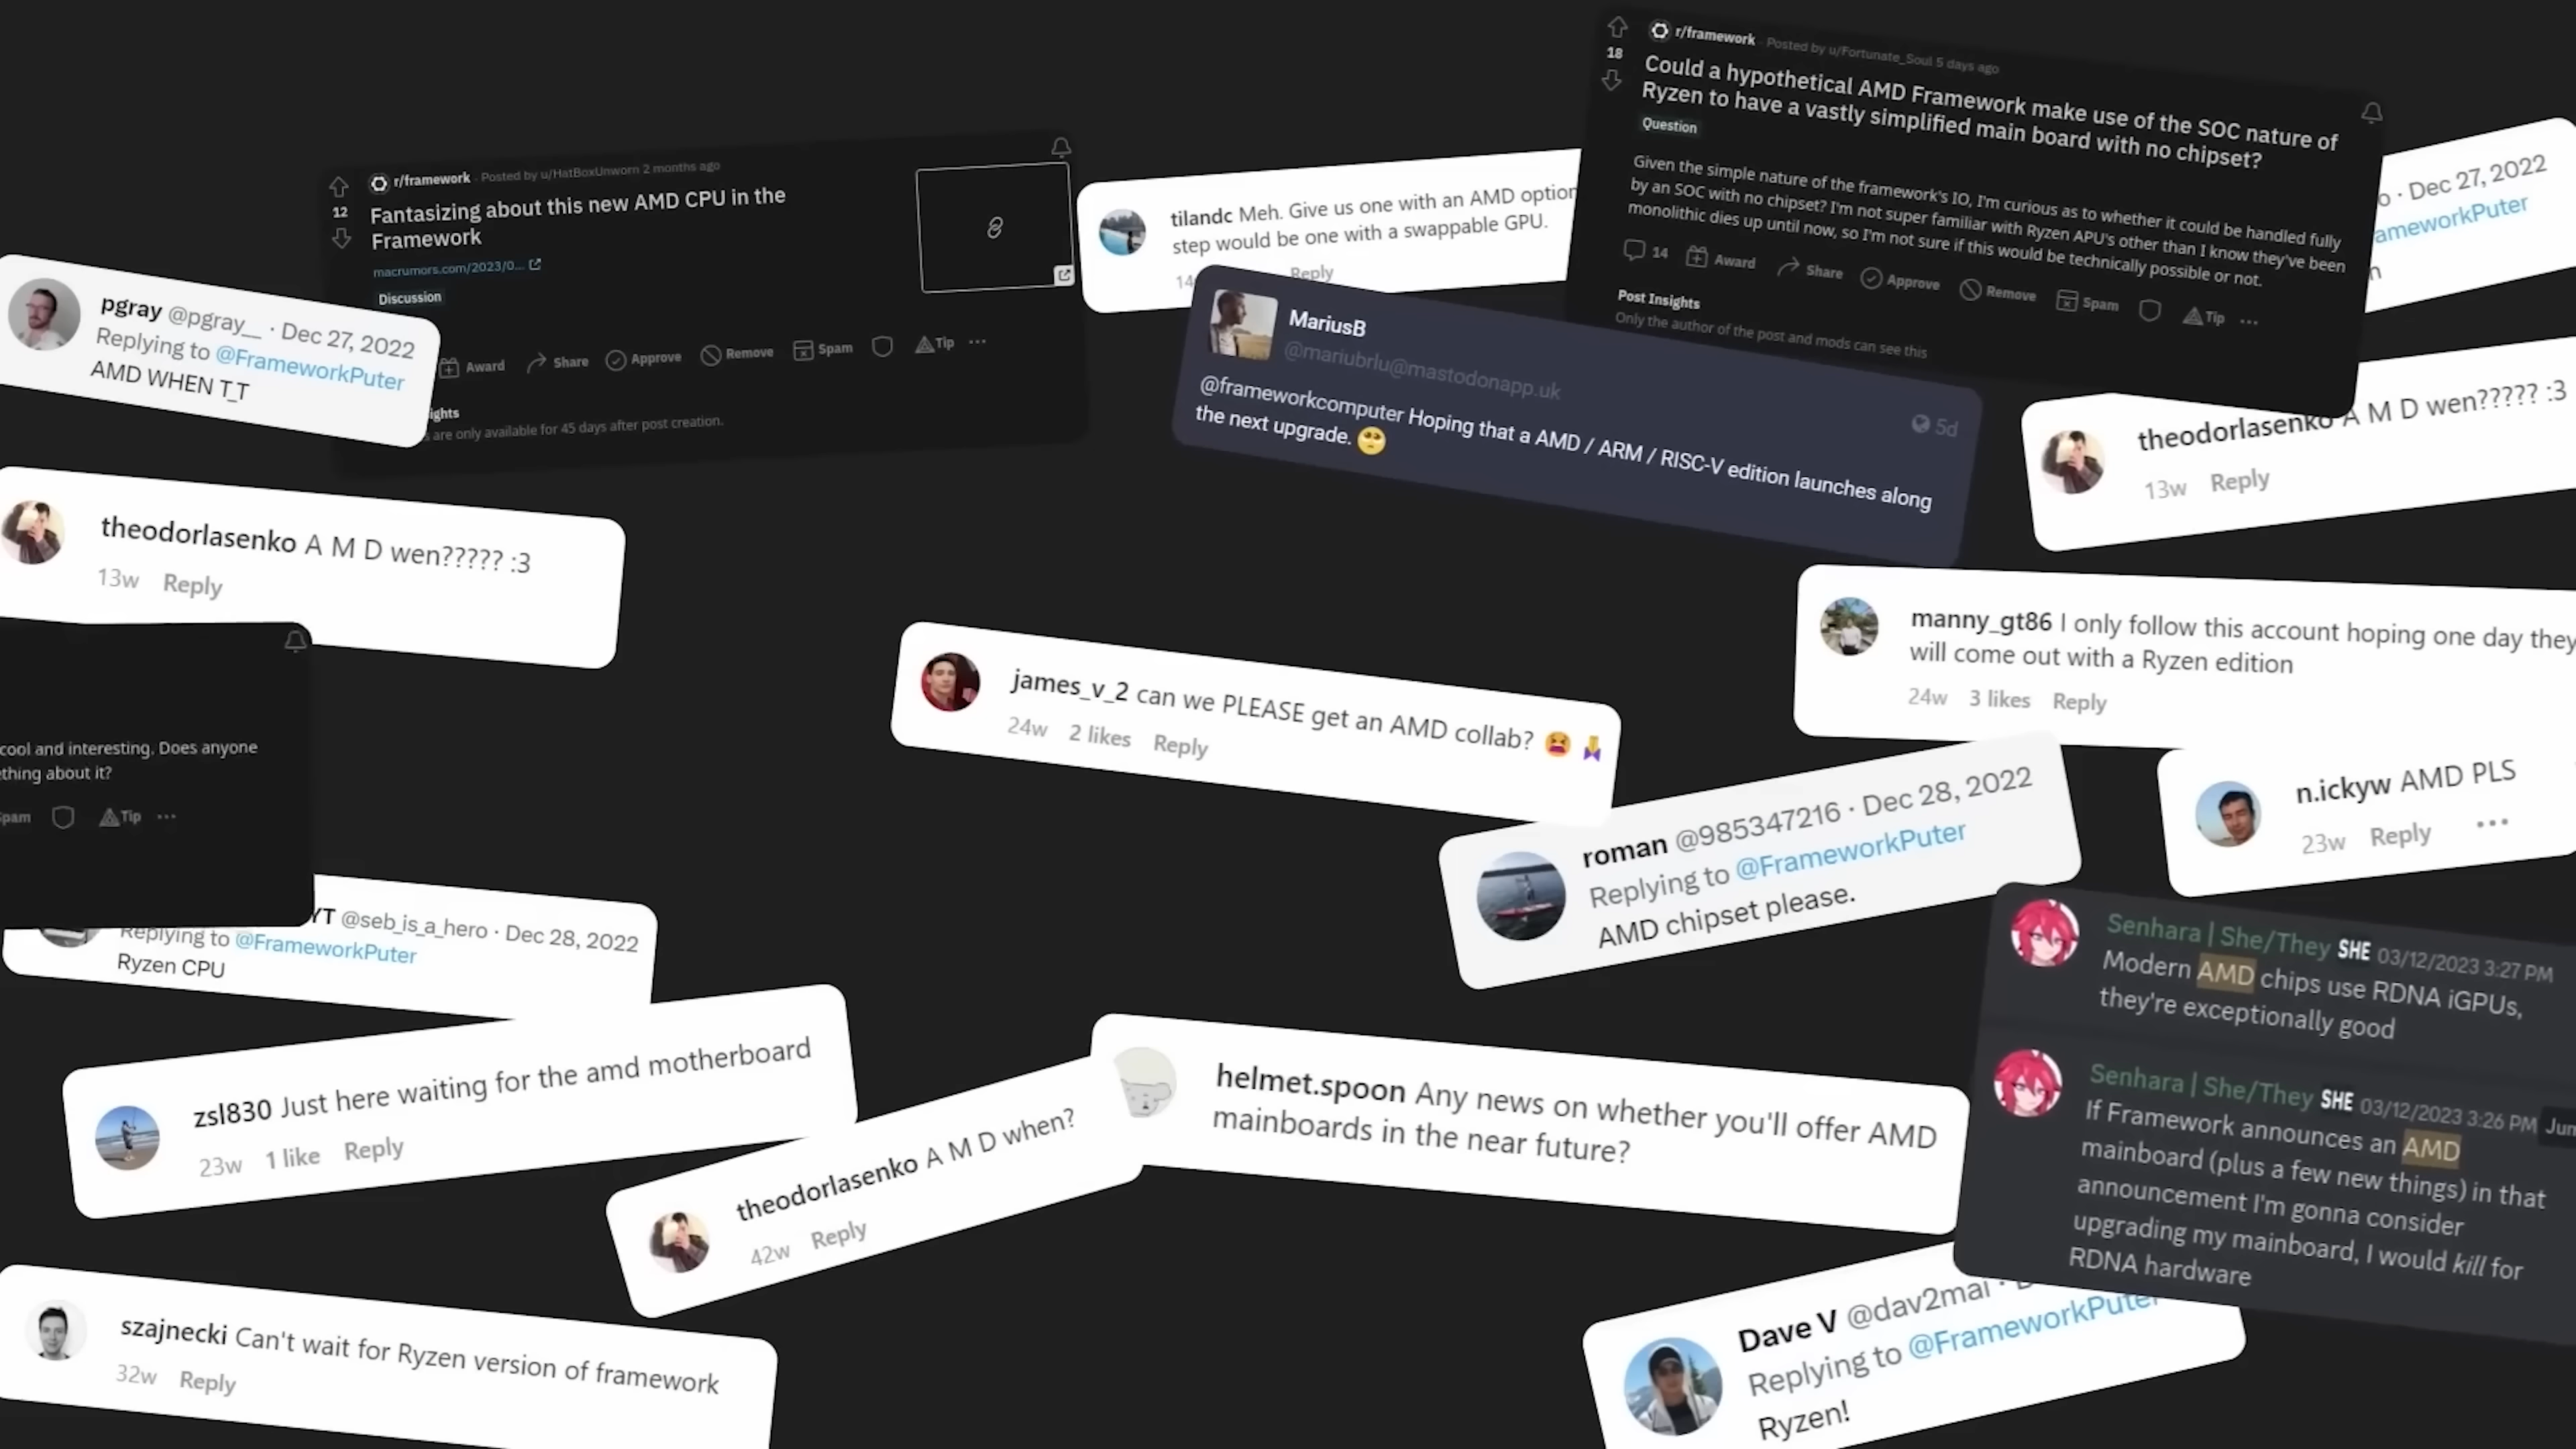 r/framework · Posted by u/HatBoxUnworn 2 months ago
12
Fantasizing about this new AMD CPU in the
Framework
macrumors.com/2023/0...
Discussion
Award Share Approve Remove Spam Tip ...
ights
are only available for 45 days after post creation.
pgray @pgray__ · Dec 27, 2022
Replying to @FrameworkPuter
AMD WHEN T_T
tilandc Meh. Give us one with an AMD option
step would be one with a swappable GPU.
14
Reply
r/framework · Posted by u/Fortunate_Soul 5 days ago
18
Could a hypothetical AMD Framework make use of the SOC nature of
Ryzen to have a vastly simplified main board with no chipset?
Question
Given the simple nature of the framework's IO, I'm curious as to whether it could be handled fully
by an SOC with no chipset? I'm not super familiar with Ryzen APU's other than I know they've been
monolithic dies up until now, so I'm not sure if this would be technically possible or not.
14 Award Share Approve Remove Spam Tip ...
Post Insights
Only the author of the post and mods can see this
o · Dec 27, 2022
ameworkPuter
n
MariusB
@mariubrlu@mastodonapp.uk
5d
@frameworkcomputer Hoping that a AMD / ARM / RISC-V edition launches along
the next upgrade. 🥺
theodorlasenko A M D wen????? :3
13w Reply
theodorlasenko A M D wen????? :3
13w Reply
manny_gt86 I only follow this account hoping one day they
will come out with a Ryzen edition
24w 3 likes Reply
james_v_2 can we PLEASE get an AMD collab? 😫 🙏
24w 2 likes Reply
cool and interesting. Does anyone
ething about it?
Spam Tip ...
roman @985347216 · Dec 28, 2022
Replying to @FrameworkPuter
AMD chipset please.
n.ickyw AMD PLS
23w Reply ...
YT @seb_is_a_hero · Dec 28, 2022
Replying to @FrameworkPuter
Ryzen CPU
Senhara | She/They SHE 03/12/2023 3:27 PM
Modern AMD chips use RDNA iGPUs,
they're exceptionally good
Senhara | She/They SHE 03/12/2023 3:26 PM
Jum
If Framework announces an AMD
mainboard (plus a few new things) in that
announcement I'm gonna consider
upgrading my mainboard, I would kill for
RDNA hardware
zsl830 Just here waiting for the amd motherboard
23w 1 like Reply
theodorlasenko A M D when?
42w Reply
helmet.spoon Any news on whether you'll offer AMD
mainboards in the near future?
szajnecki Can't wait for Ryzen version of framework
32w Reply
Dave V @dav2mai · D
Replying to @FrameworkPuter
Ryzen!